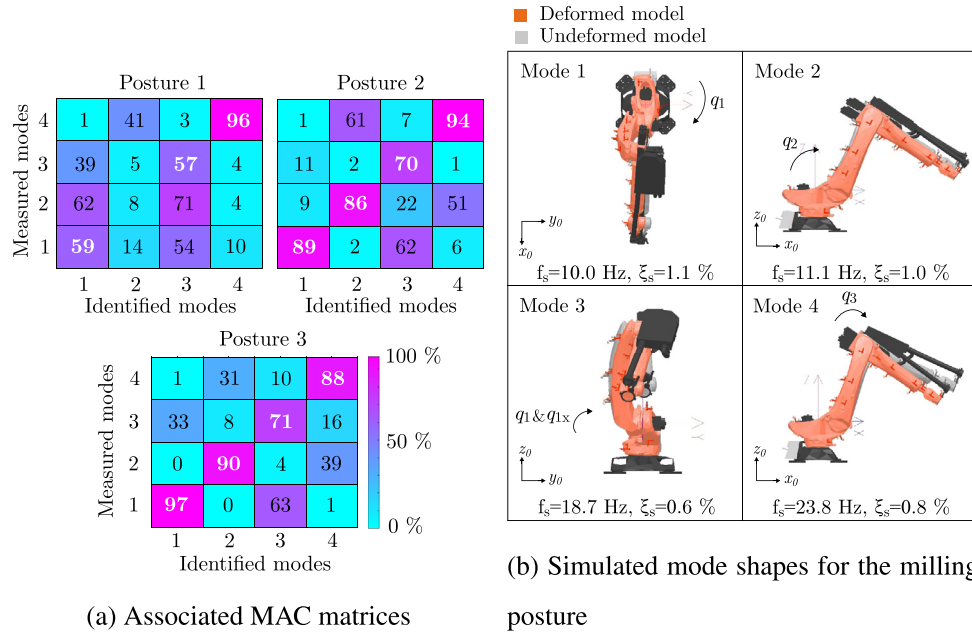 Deformed model
Undeformed model
Posture 1
Posture 2
Measured modes
4 1 41 3 96
3 39 5 57 4
2 62 8 71 4
1 59 14 54 10
1 2 3 4
Identified modes
1 61 7 94
11 2 70 1
9 86 22 51
89 2 62 6
1 2 3 4
Identified modes
Posture 3
Measured modes
4 1 31 10 88
3 33 8 71 16
2 0 90 4 39
1 97 0 63 1
1 2 3 4
Identified modes
100 %
50 %
0 %
(a) Associated MAC matrices
Mode 1
q₁
y₀
x₀
fₛ=10.0 Hz, ξₛ=1.1 %
Mode 2
q₂
z₀
x₀
fₛ=11.1 Hz, ξₛ=1.0 %
Mode 3
q₁&q₁ₓ
z₀
y₀
fₛ=18.7 Hz, ξₛ=0.6 %
Mode 4
q₃
z₀
x₀
fₛ=23.8 Hz, ξₛ=0.8 %
(b) Simulated mode shapes for the milling
posture